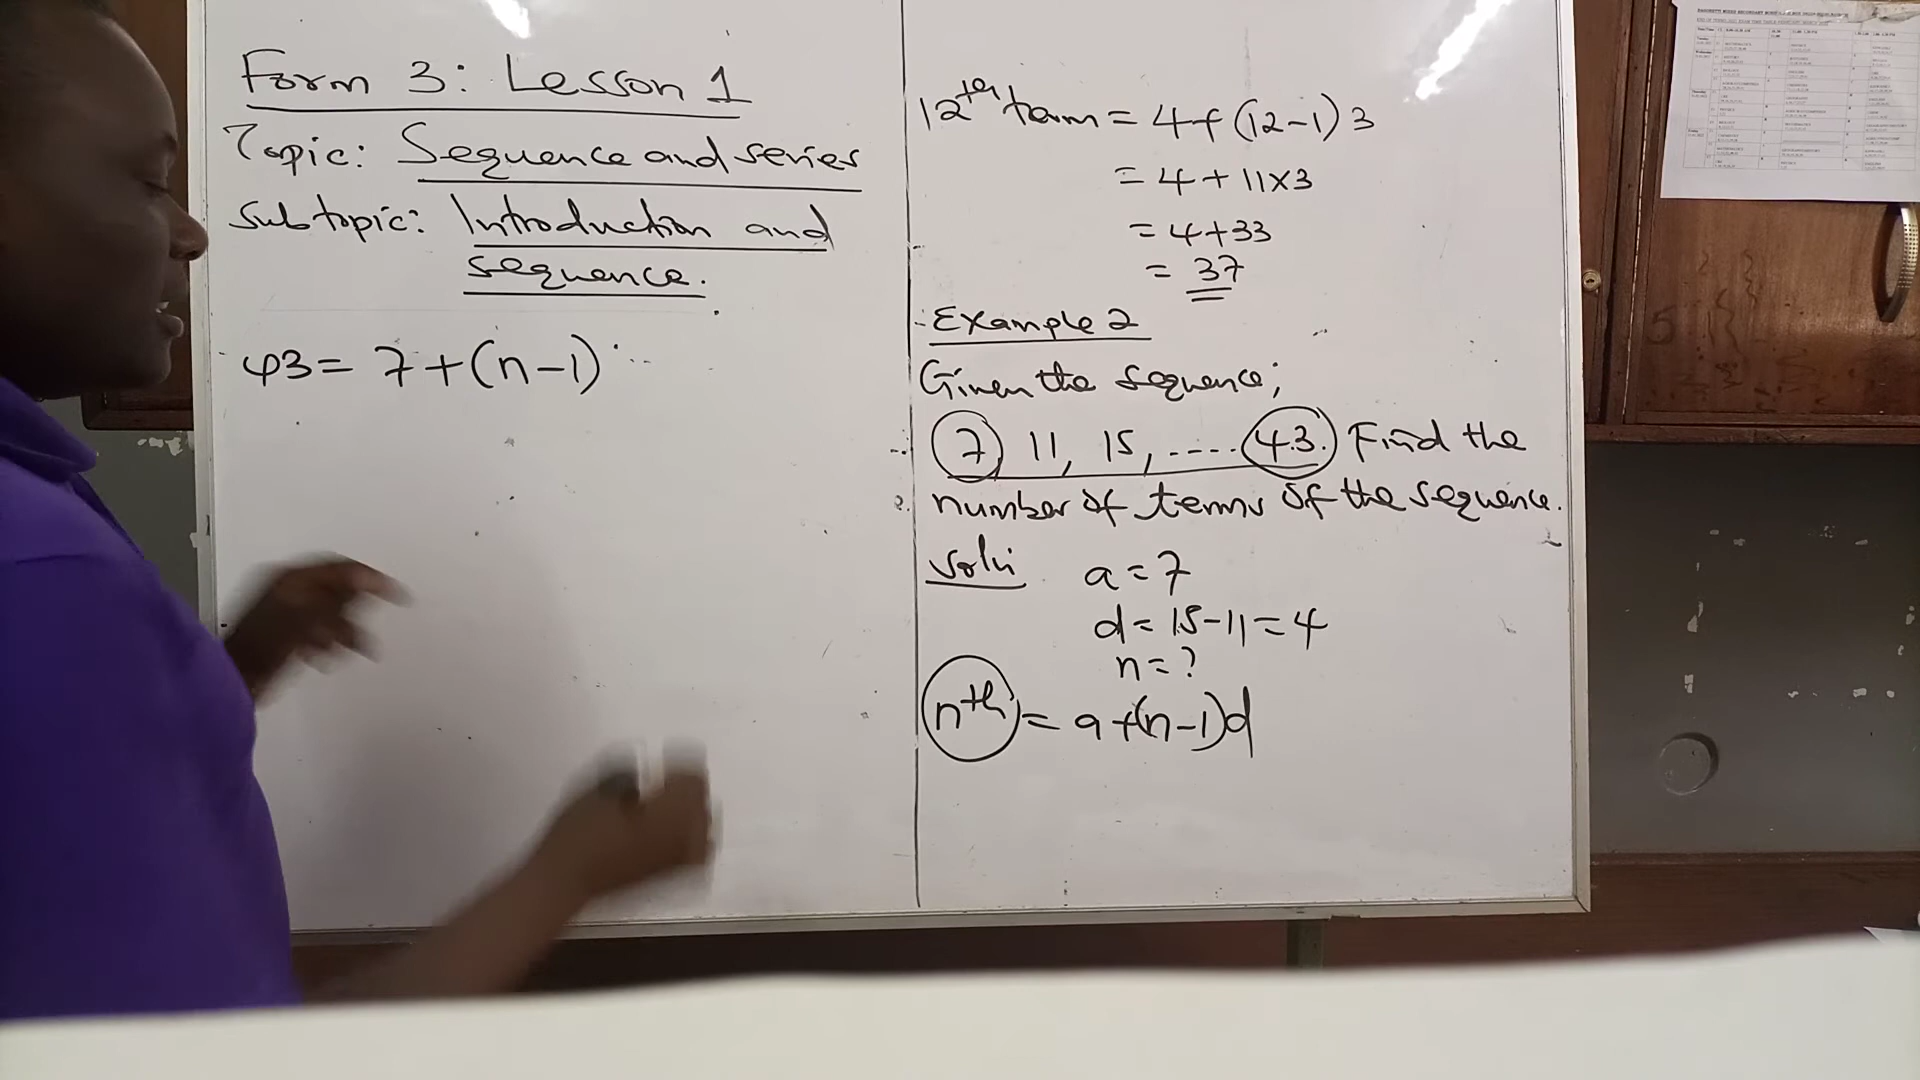 Form 3: Lesson 1
Topic: Sequence and series
Subtopic: Introduction and
sequence.
43 = 7 + (n-1)
12th term = 4 + (12-1) 3
= 4 + 11x3
= 4+33
= 37
Example 2
Given the sequence;
7, 11, 15, .... 43. Find the
number of terms of the sequence.
Soln a = 7
d = 15-11 = 4
n = ?
nth = a + (n-1)d